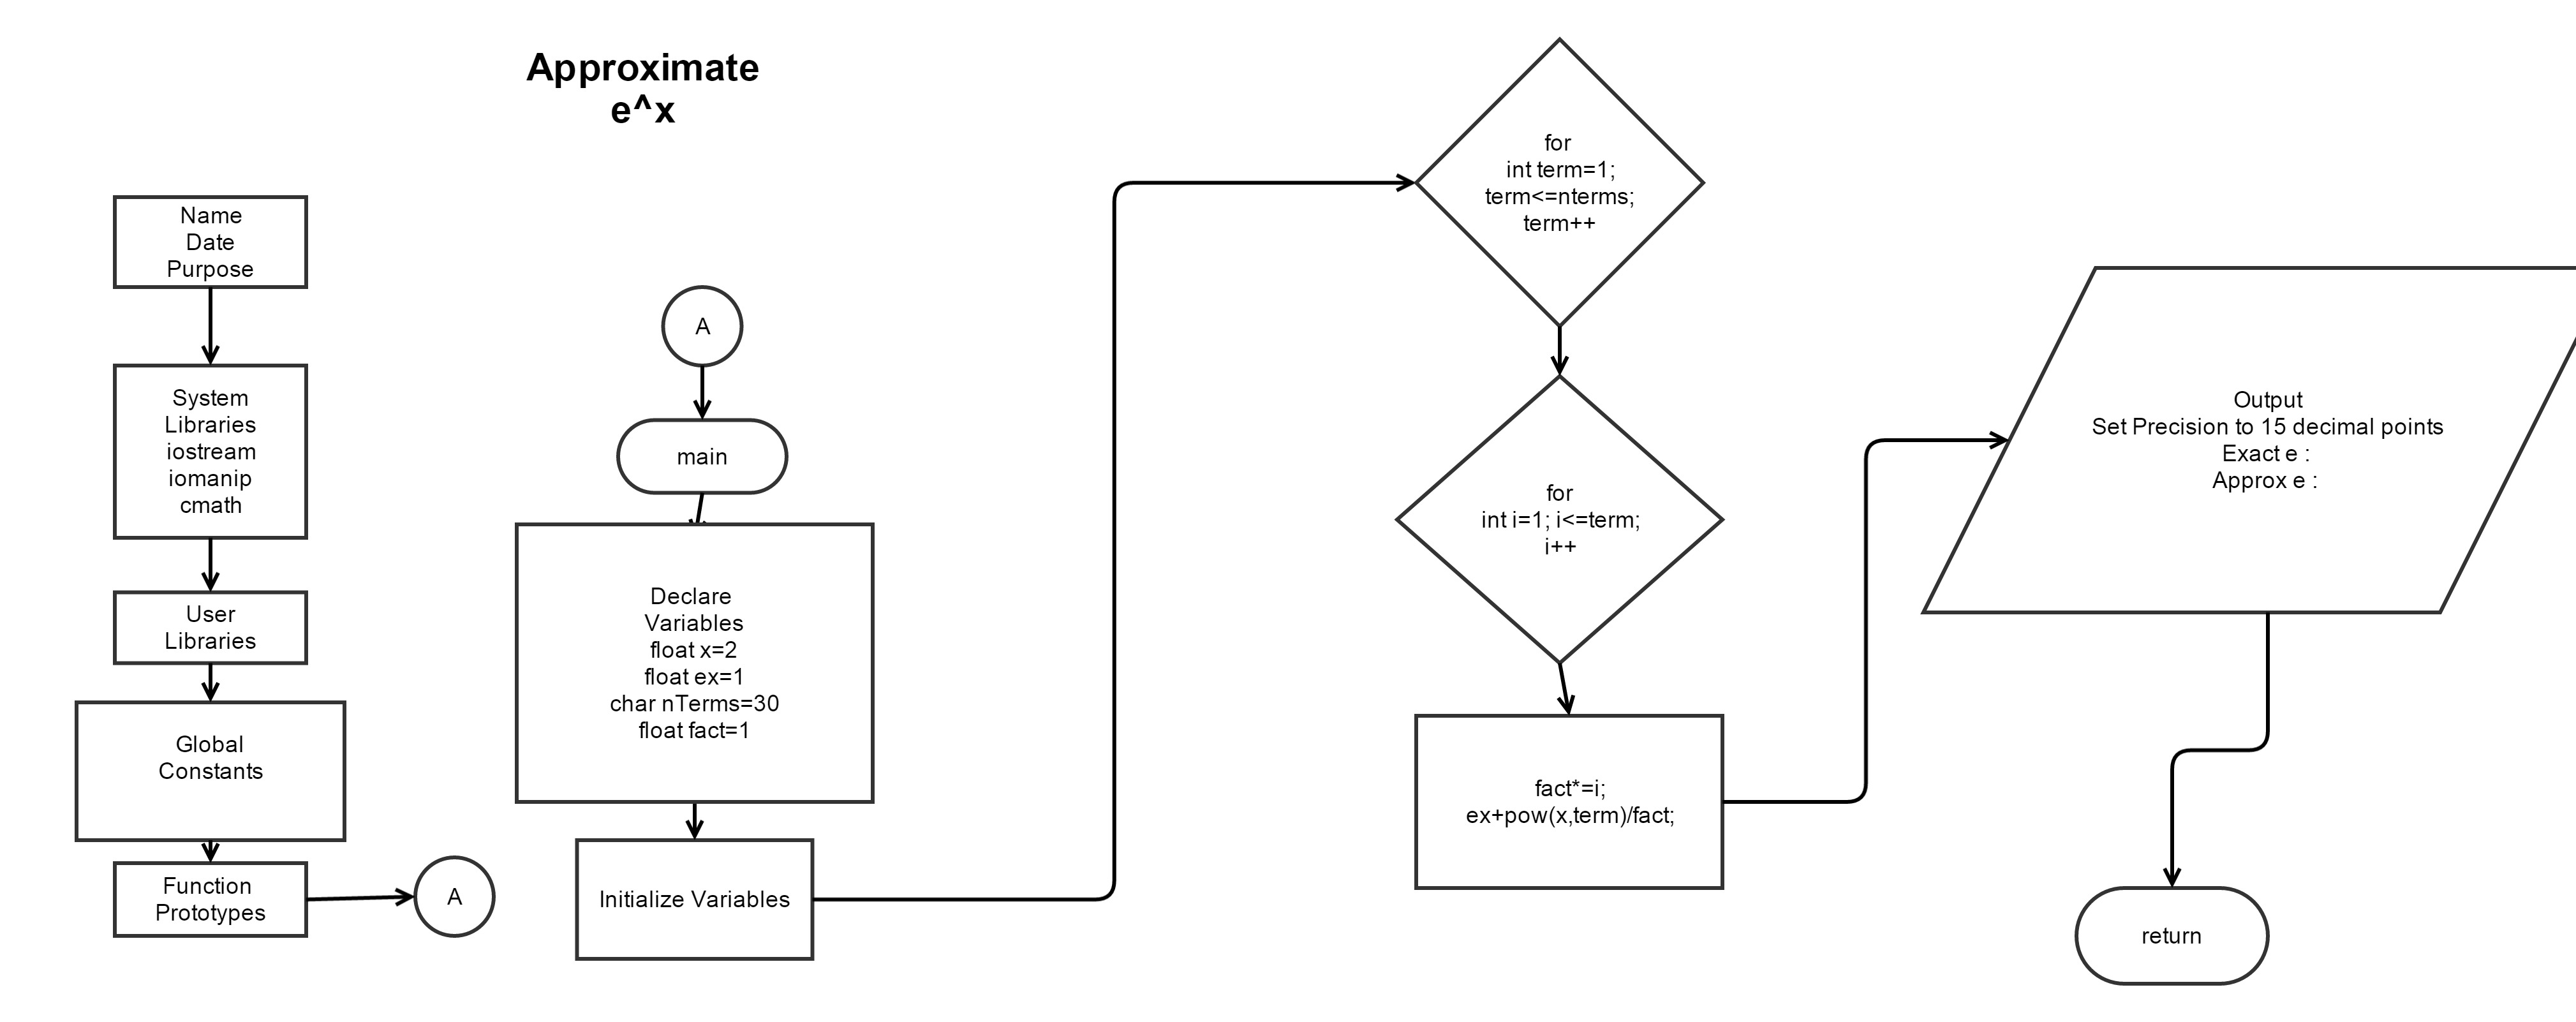 Approximate
e^x
Name
Date
Purpose
System
Libraries
iostream
iomanip
cmath
User
Libraries
Global
Constants
Function
Prototypes
A
A
main
Declare
Variables
float x=2
float ex=1
char nTerms=30
float fact=1
Initialize Variables
for
int term=1;
term<=nterms;
term++
for
int i=1; i<=term;
i++
fact*=i;
ex+pow(x,term)/fact;
Output
Set Precision to 15 decimal points
Exact e :
Approx e :
return